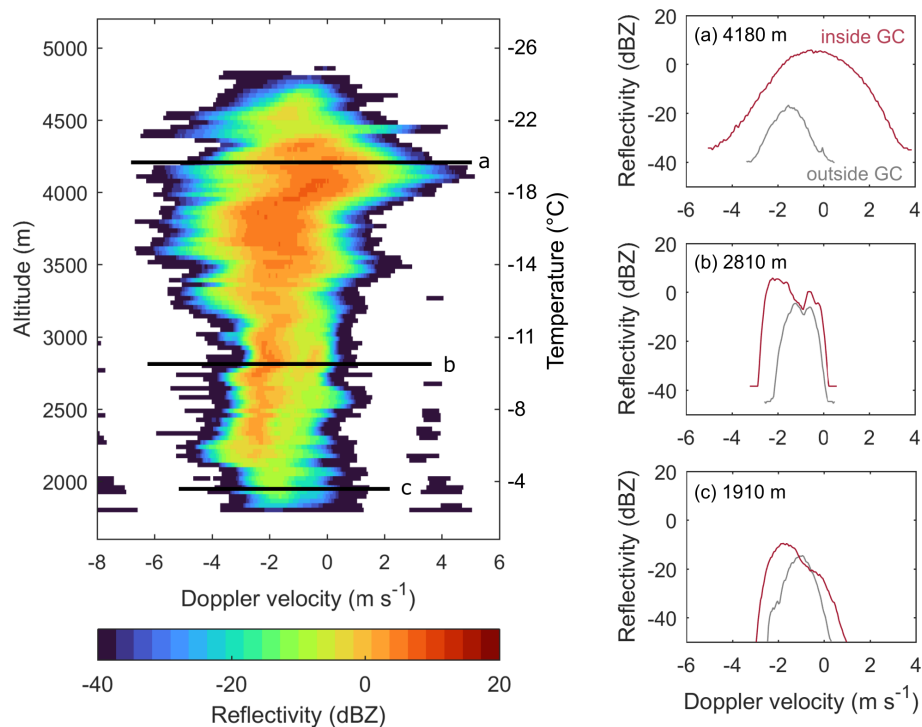 5000
4500
4000
3500
3000
2500
2000
Altitude (m)
-26
-22
-18
-14
-11
-8
-4
Temperature (°C)
a
b
c
-8 -6 -4 -2 0 2 4 6
Doppler velocity (m s-1)
-40 -20 0 20
Reflectivity (dBZ)
(a) 4180 m
inside GC
outside GC
20
0
-20
-40
Reflectivity (dBZ)
-6 -4 -2 0 2 4
(b) 2810 m
20
0
-20
-40
Reflectivity (dBZ)
-6 -4 -2 0 2 4
(c) 1910 m
20
0
-20
-40
Reflectivity (dBZ)
-6 -4 -2 0 2 4
Doppler velocity (m s-1)